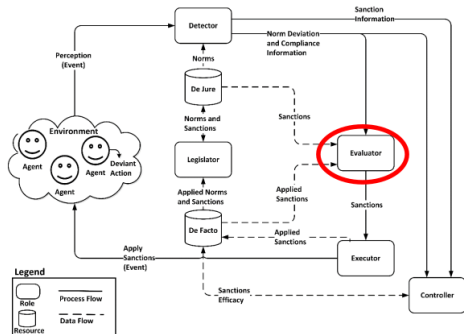 Sanction
Information
Detector
Norm Deviation
and Compliance
Information
Perception
(Event)
Norms
De Jure
Sanctions
Environment
Norms and
Sanctions
Evaluator
Agent
Agent
Deviant
Action
Agent
Legislator
Applied Norms
and Sanctions
Applied
Sanctions
Sanctions
De Facto
Applied
Sanctions
Apply
Sanctions
(Event)
Executor
Legend
Role
Process Flow
Resource
Data Flow
Sanctions
Efficacy
Controller